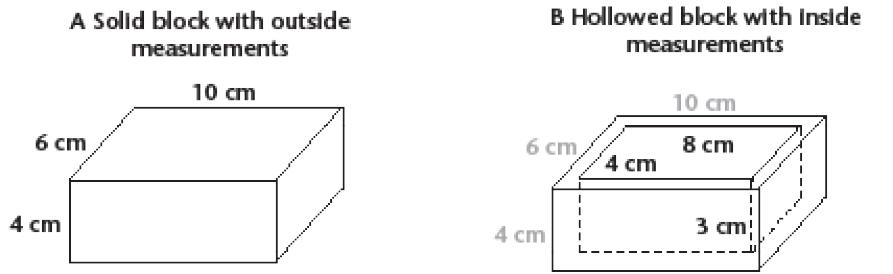 A Solid block with outside
measurements
10 cm
6 cm
4 cm
B Hollowed block with inside
measurements
10 cm
6 cm
8 cm
4 cm
4 cm
3 cm